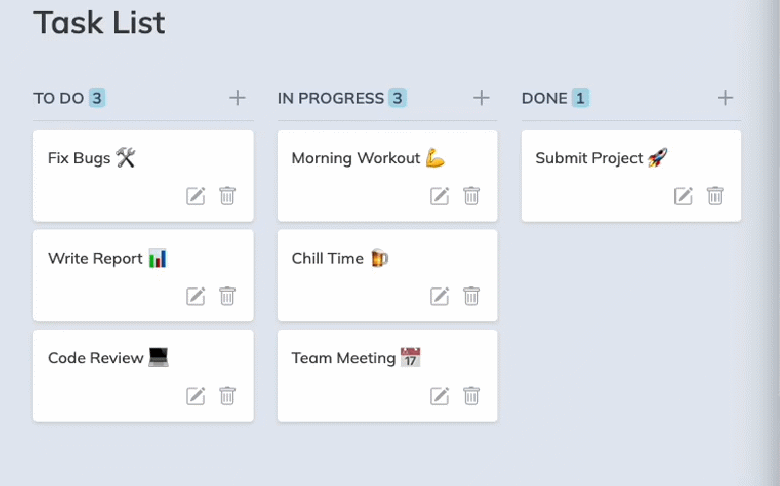 Task List
TO DO 3
Fix Bugs 🛠️
Write Report 📊
Code Review 💻
IN PROGRESS 3
Morning Workout 💪
Chill Time 🍺
Team Meeting 📅
17
DONE 1
Submit Project 🚀